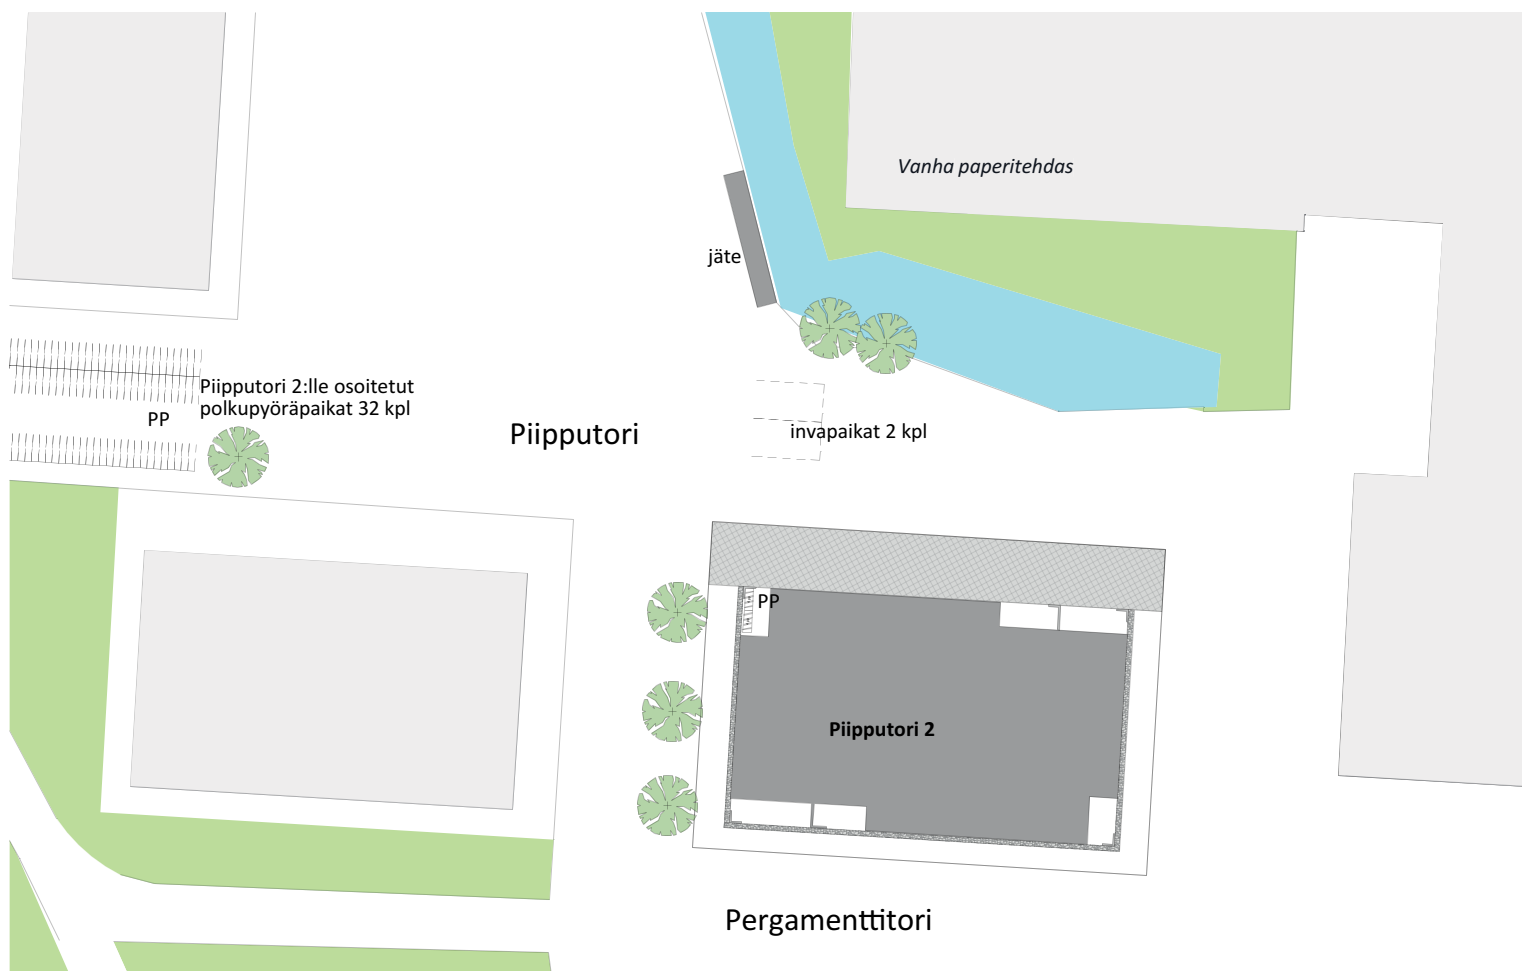 Vanha paperitehdas
jäte
Piipputori 2:lle osoitetut
polkupyöräpaikat 32 kpl
PP
Piipputori
invapaikat 2 kpl
PP
Piipputori 2
Pergamenttitori